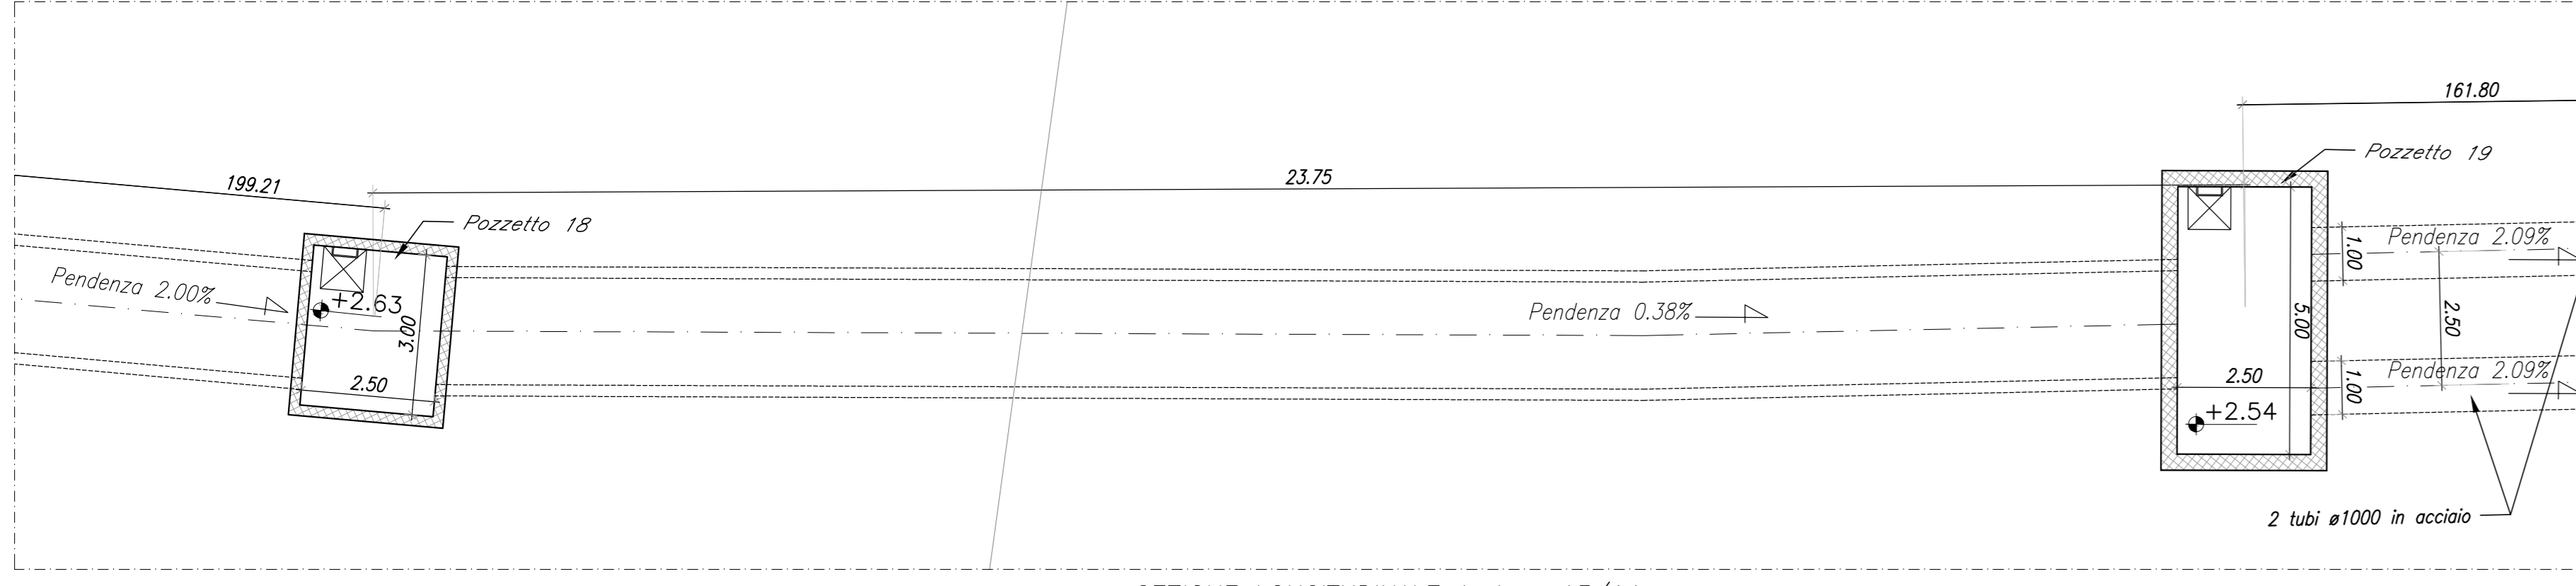 161.80
Pozzetto 19
23.75
199.21
Pozzetto 18
1.00
Pendenza 2.09%
Pendenza 2.00%
+2.63
3.00
Pendenza 0.38%
5.00
2.50
2.50
2.50
1.00
Pendenza 2.09%
+2.54
2 tubi ø1000 in acciaio